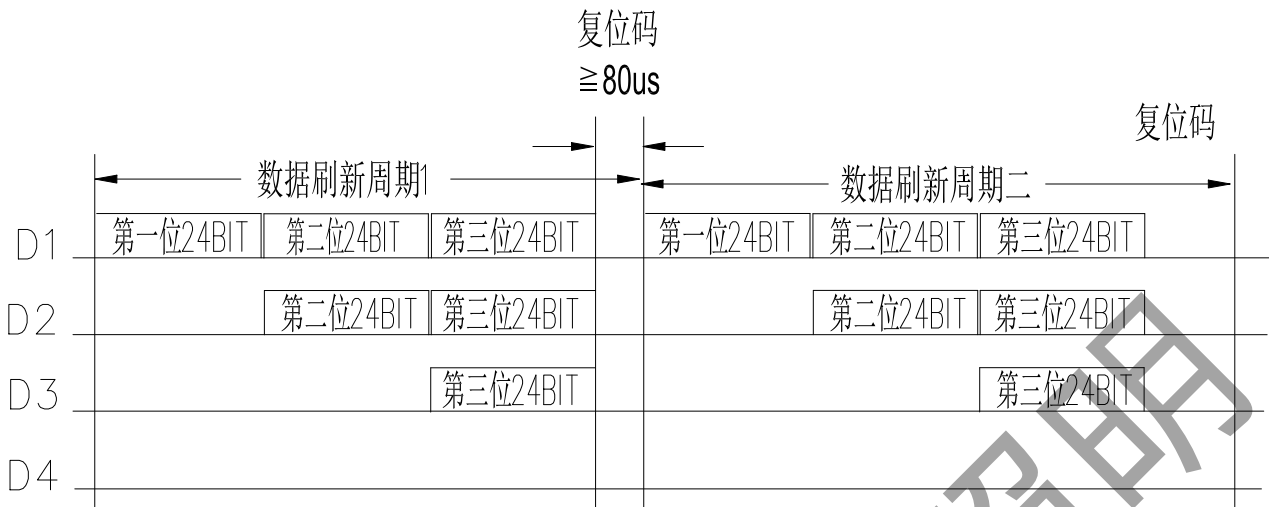 复位码
≧80us
复位码
数据刷新周期1
数据刷新周期二
D1 第一位24BIT 第二位24BIT 第三位24BIT 第一位24BIT 第二位24BIT 第三位24BIT
D2 第二位24BIT 第三位24BIT 第二位24BIT 第三位24BIT
D3 第三位24BIT 第三位24BIT
D4
明